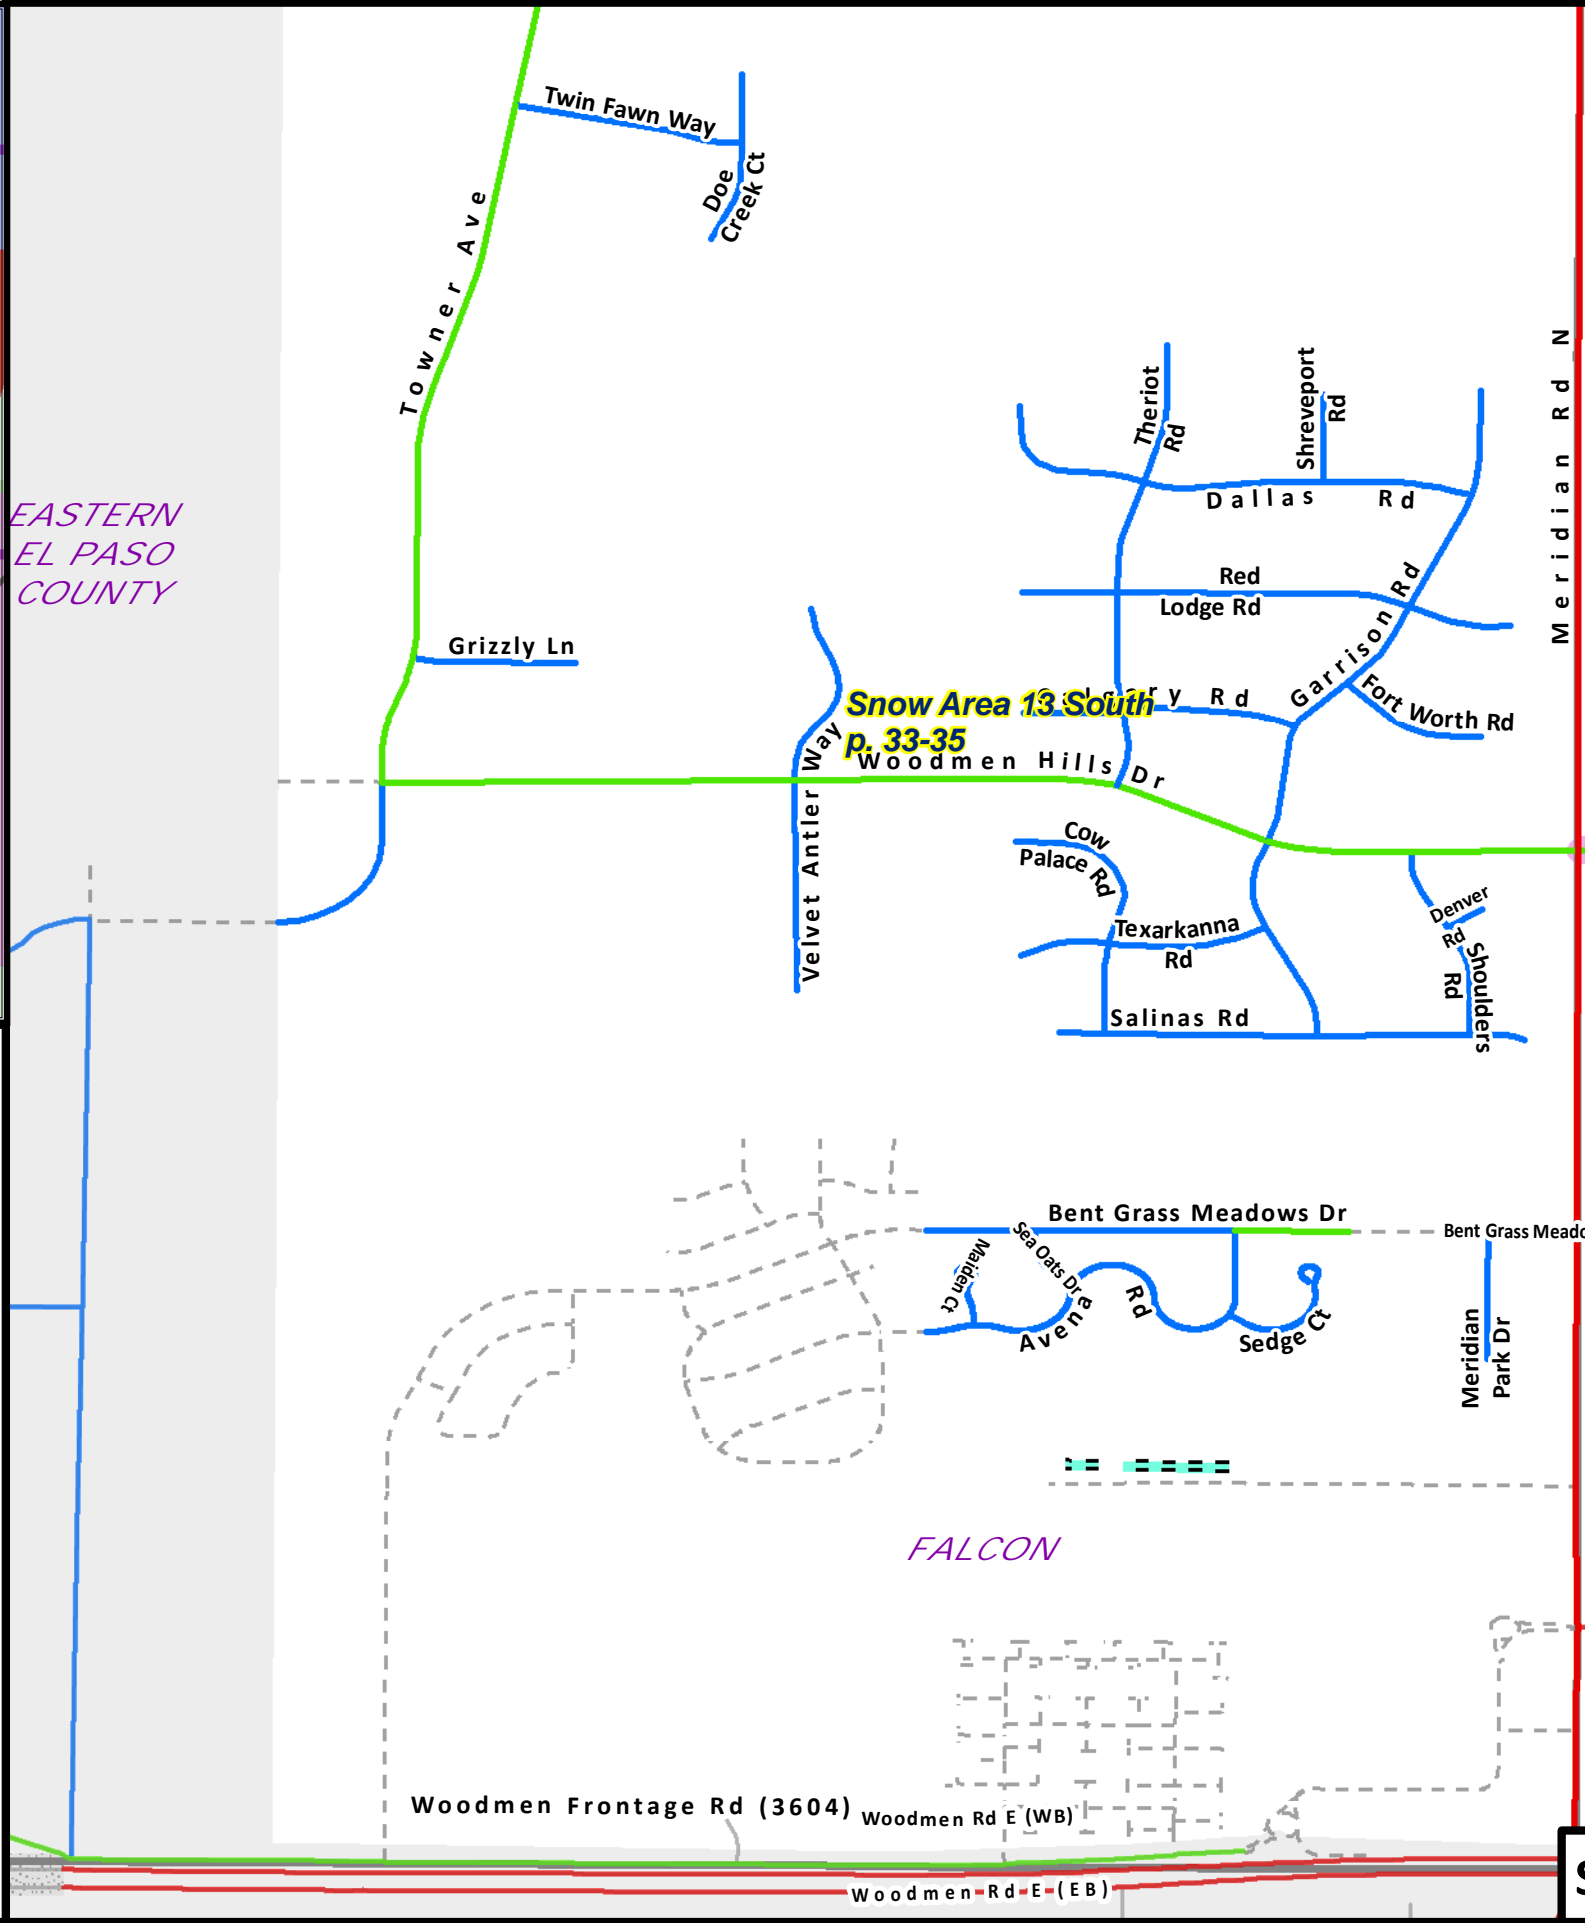 Twin Fawn Way
Doe
Creek Ct
Towner Ave
Theriot
Rd
Shreveport
Rd
Meridian Rd N
Dallas Rd
EASTERN
EL PASO
COUNTY
Red
Lodge Rd
Garrison Rd
Grizzly Ln
Fort Worth Rd
Snow Area 13 South
p. 33-35
Rd
Woodmen Hills Dr
Velvet Antler Way
Cow
Palace Rd
Denver
Rd
Texarkanna
Rd
Shoulders
Rd
Salinas Rd
Bent Grass Meadows Dr
Bent Grass Meado
Sea Oats Dr
Maiden Ct
Avena Rd
Sedge Ct
Meridian
Park Dr
FALCON
Woodmen Frontage Rd (3604)
Woodmen Rd E (WB)
Woodmen Rd E (EB)